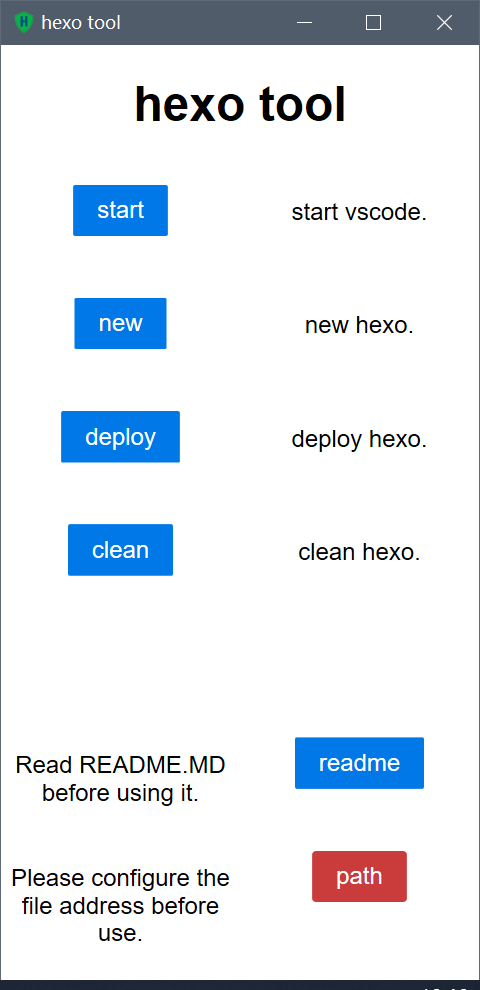 hexo tool
hexo tool
start
start vscode.
new
new hexo.
deploy
deploy hexo.
clean
clean hexo.
Read README.MD
before using it.
readme
Please configure the
file address before
use.
path